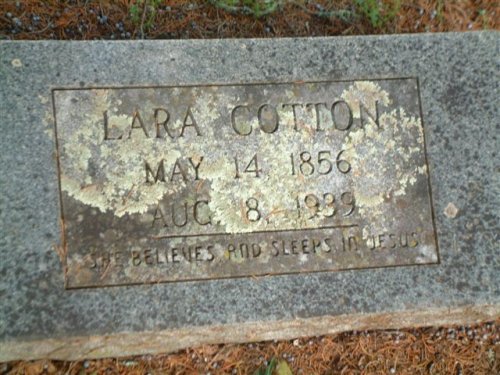 LARA COTTON
MAY 14, 1856
AUG. 8, 1939
SHE BELIEVES AND SLEEPS IN JESUS